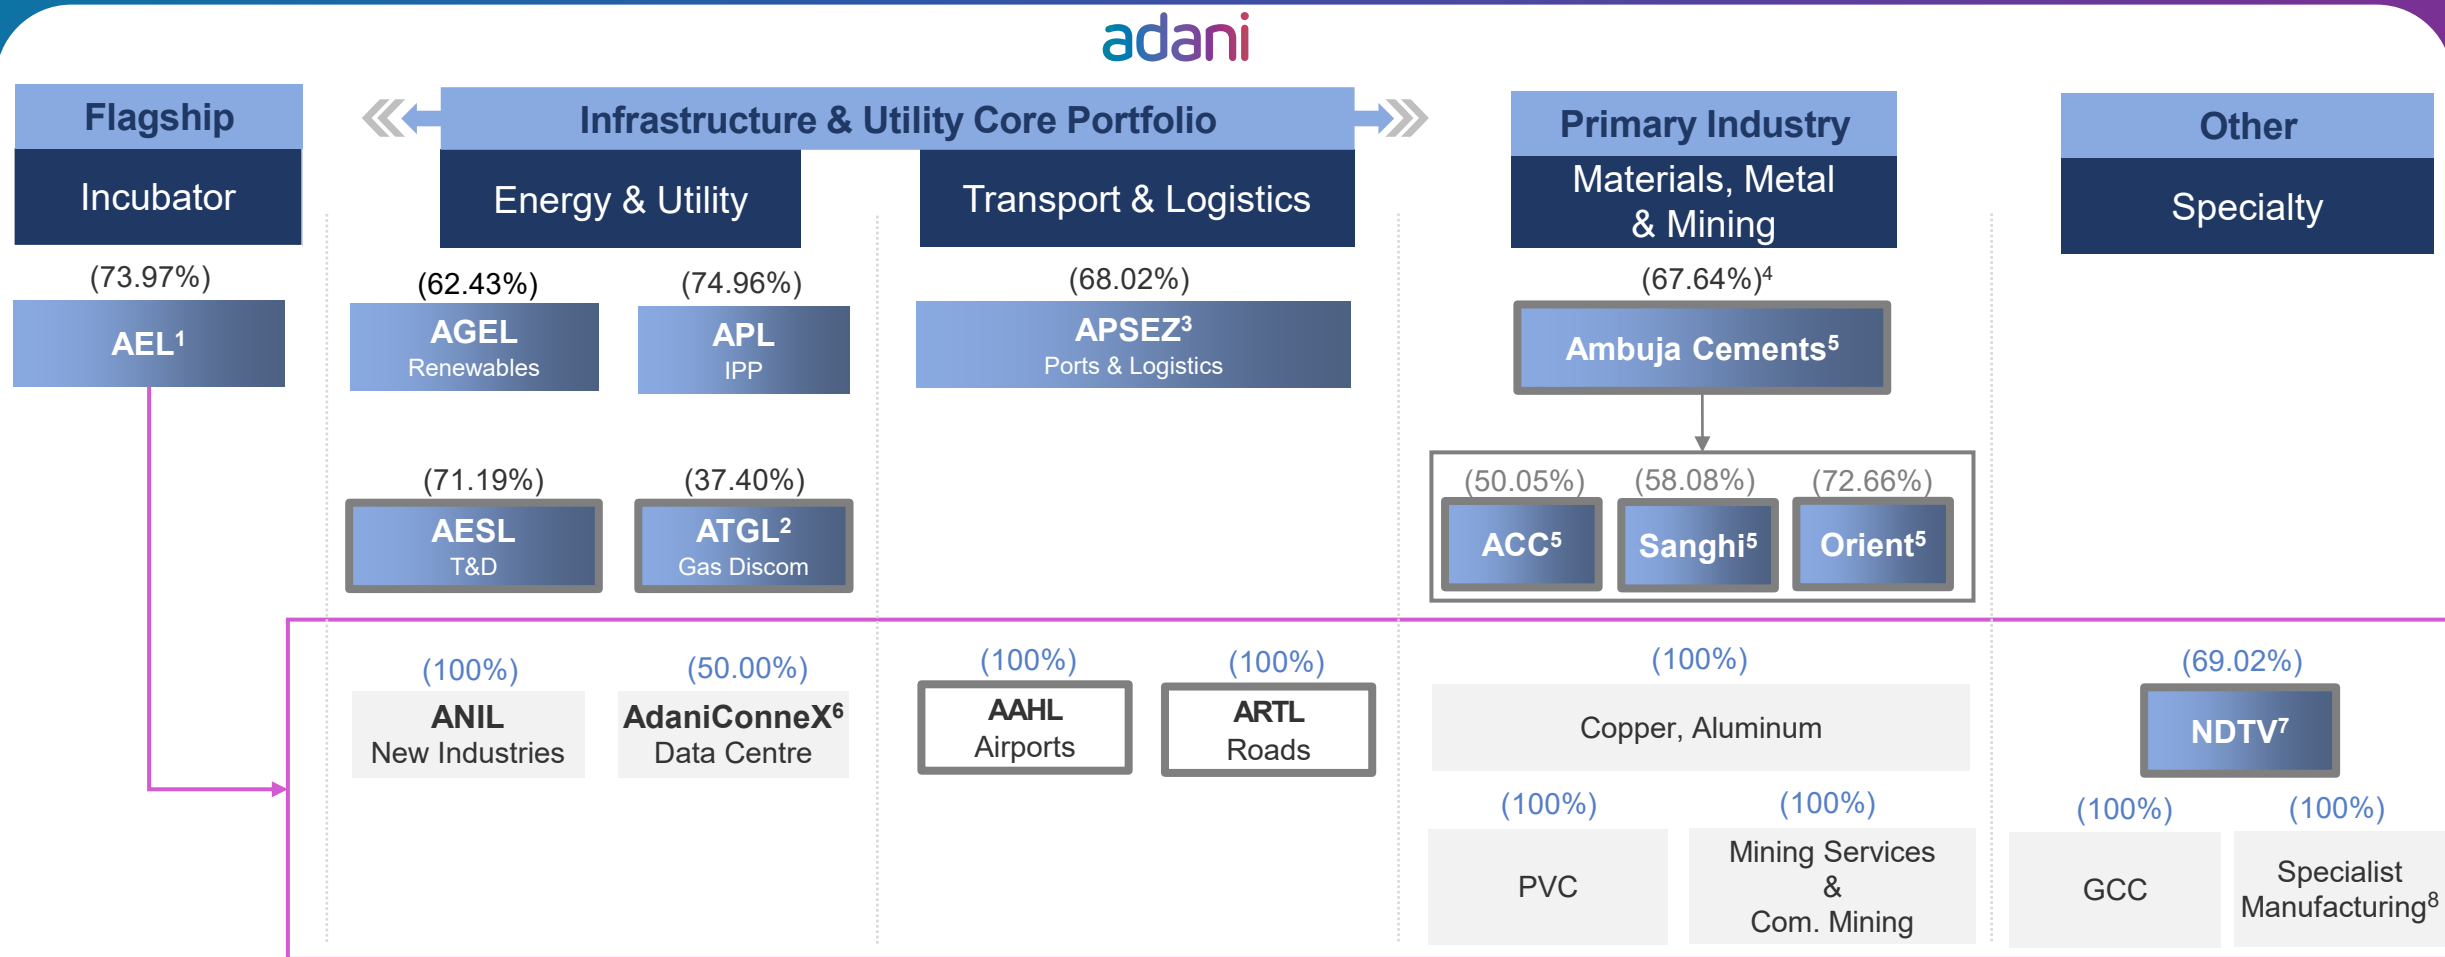 adani
Flagship
Infrastructure & Utility Core Portfolio
Primary Industry
Other
Incubator
Energy & Utility
Transport & Logistics
Materials, Metal
& Mining
Specialty
(73.97%)
AEL¹
(62.43%)
AGEL
Renewables
(74.96%)
APL
IPP
(68.02%)
APSEZ³
Ports & Logistics
(67.64%)⁴
Ambuja Cements⁵
(71.19%)
AESL
T&D
(37.40%)
ATGL²
Gas Discom
(50.05%)
ACC⁵
(58.08%)
Sanghi⁵
(72.66%)
Orient⁵
(100%)
ANIL
New Industries
(50.00%)
AdaniConneX⁶
Data Centre
(100%)
AAHL
Airports
(100%)
ARTL
Roads
(100%)
Copper, Aluminum
(69.02%)
NDTV⁷
(100%)
PVC
(100%)
Mining Services
&
Com. Mining
(100%)
GCC
(100%)
Specialist
Manufacturing⁸